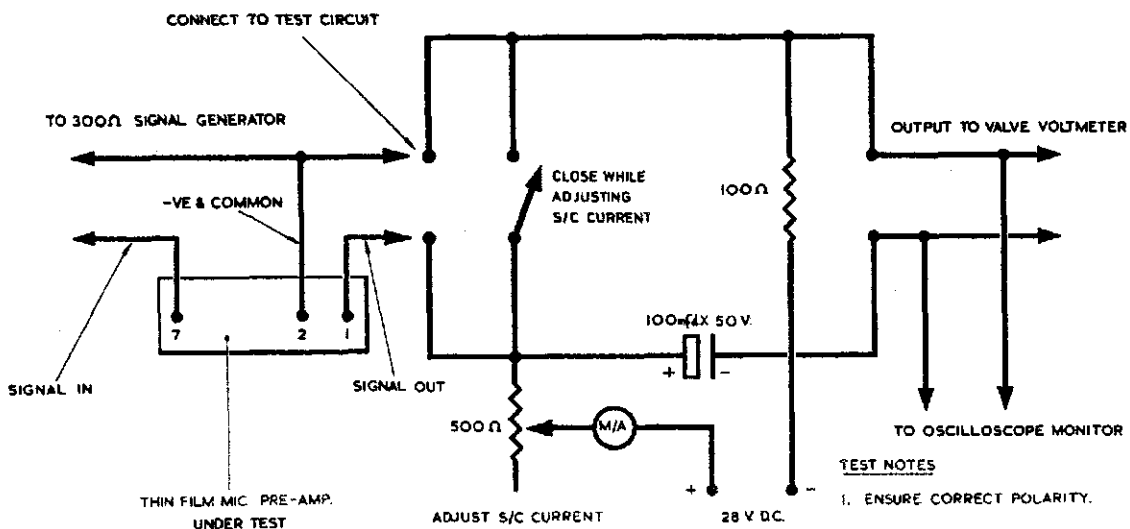 CONNECT TO TEST CIRCUIT
TO 300Ω SIGNAL GENERATOR
OUTPUT TO VALVE VOLTMETER
CLOSE WHILE
ADJUSTING
S/C CURRENT
100Ω
-VE & COMMON
7 2 1
100mfd X 50V.
+ -
SIGNAL IN
SIGNAL OUT
500Ω
M/A
TO OSCILLOSCOPE MONITOR
THIN FILM MIC PRE-AMP.
UNDER TEST
ADJUST S/C CURRENT
+ -
28 V. D.C.
TEST NOTES
1. ENSURE CORRECT POLARITY.